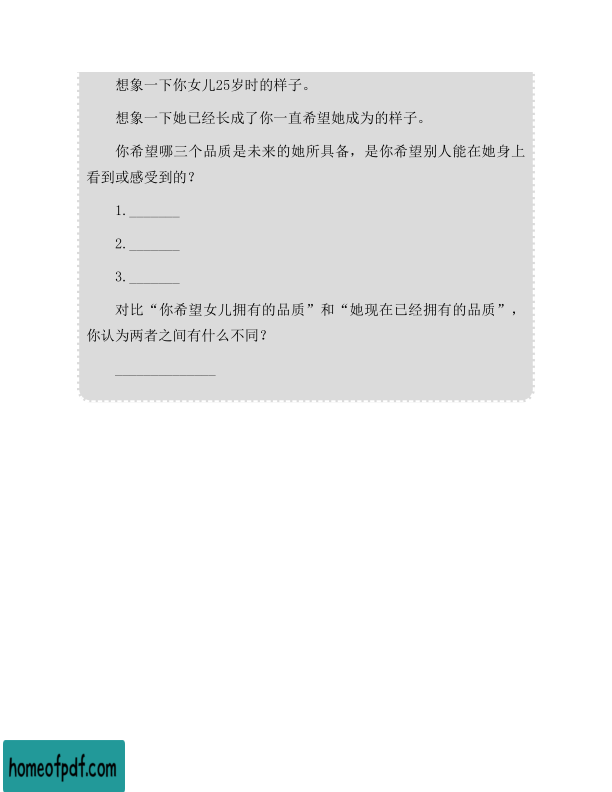 想象一下你女儿25岁时的样子。
想象一下她已经长成了你一直希望她成为的样子。
你希望哪三个品质是未来的她所具备，是你希望别人能在她身上
看到或感受到的？
1._______
2._______
3._______
对比“你希望女儿拥有的品质”和“她现在已经拥有的品质”，
你认为两者之间有什么不同？
______________
homeofpdf.com